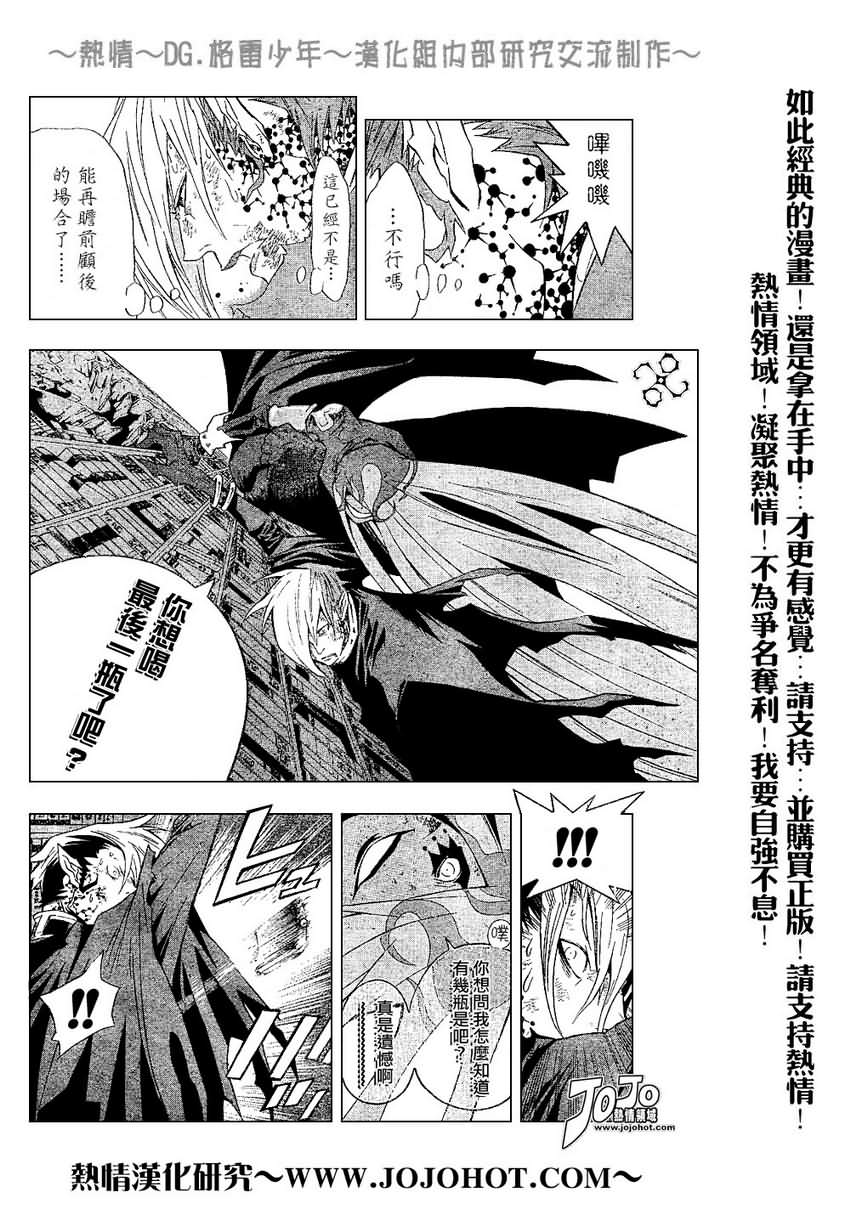 ～熱情～DG.格雷少年～漢化組內部研究交流制作～
如此經典的漫畫！還是拿在手中…才更有感覺…請支持…並購買正版！請支持熱情！
熱情領域！凝聚熱情！不為爭名奪利！我要自強不息！
嗶嘰嘰
…不行嗎
這已經不是…
能再瞻前顧後
的場合了……
你想喝
最後一瓶了吧？
!!!
噗
你想問我怎麼知道
有幾瓶是吧？
真是遺憾啊
!!
JOJO
熱情領域
www.jojohot.com
熱情漢化研究～WWW.JOJOHOT.COM～